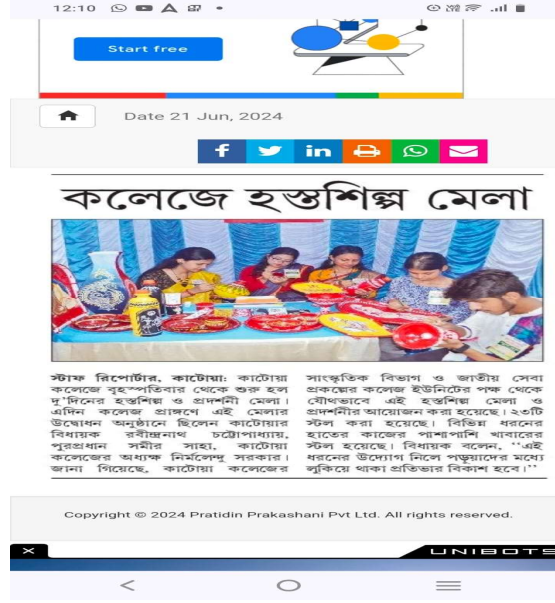 12:10
Start free
Date 21 Jun, 2024
কলেজে হস্তশিল্প মেলা
স্টাফ রিপোর্টার, কাটোয়া: কাটোয়া
কলেজে বৃহস্পতিবার থেকে শুরু হল
দু'দিনের হস্তশিল্প ও প্রদর্শনী মেলা।
এদিন কলেজ প্রাঙ্গণে এই মেলার
উদ্বোধন অনুষ্ঠানে ছিলেন কাটোয়ার
বিধায়ক রবীন্দ্রনাথ চট্টোপাধ্যায়,
পুরপ্রধান সমীর সাহা, কাটোয়া
কলেজের অধ্যক্ষ নির্মলেন্দু সরকার।
জানা গিয়েছে, কাটোয়া কলেজের
সাংস্কৃতিক বিভাগ ও জাতীয় সেবা
প্রকল্পের কলেজ ইউনিটের পক্ষ থেকে
যৌথভাবে এই হস্তশিল্প মেলা ও
প্রদর্শনীর আয়োজন করা হয়েছে। ২৩টি
স্টল করা হয়েছে। বিভিন্ন ধরনের
হাতের কাজের পাশাপাশি খাবারের
স্টল হয়েছে। বিধায়ক বলেন, ''এই
ধরনের উদ্যোগ নিলে পড়ুয়াদের মধ্যে
লুকিয়ে থাকা প্রতিভার বিকাশ হবে।''
Copyright © 2024 Pratidin Prakashani Pvt Ltd. All rights reserved.
UNIBOTS